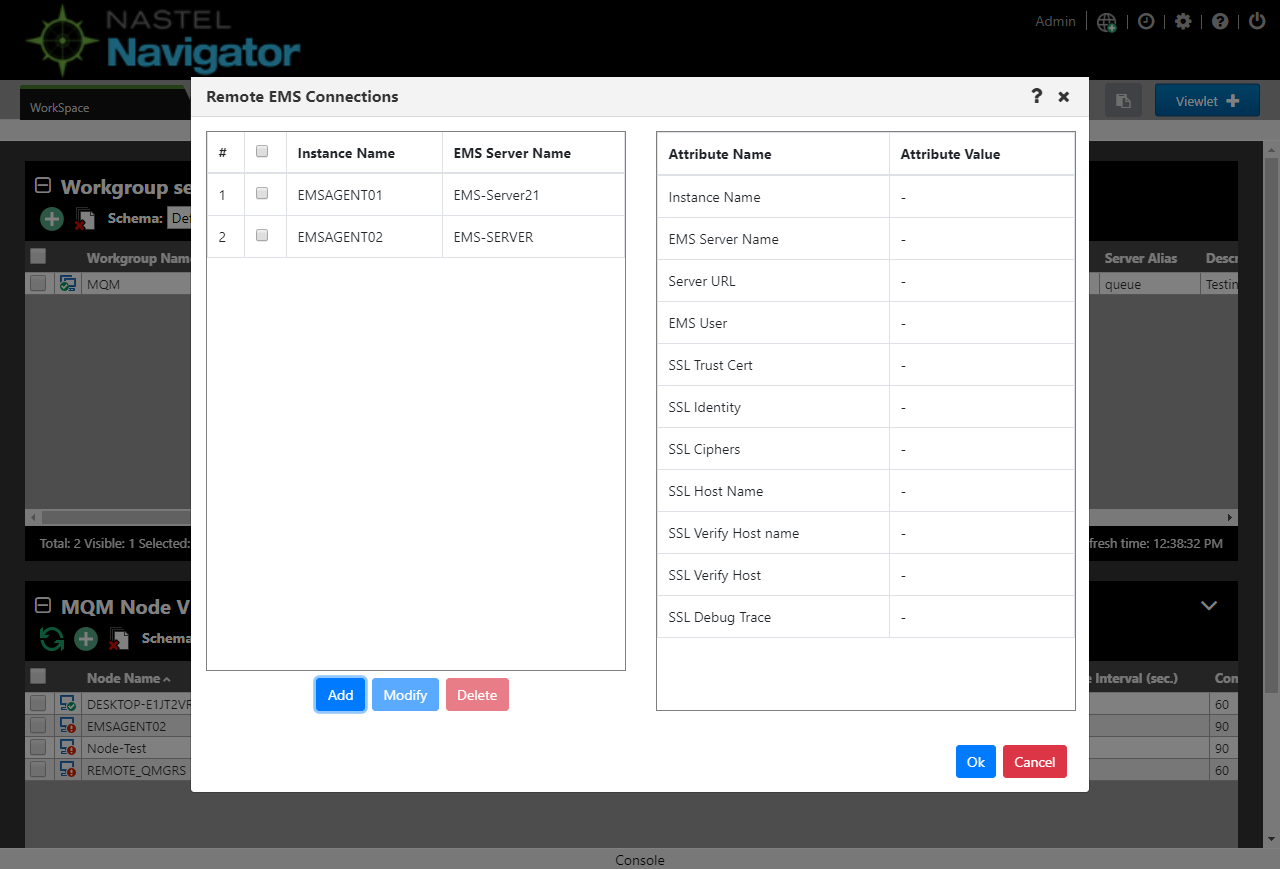 NASTEL
Navigator
Admin
WorkSpace
Viewlet
Remote EMS Connections
?
# Instance Name EMS Server Name
1 EMSAGENT01 EMS-Server21
2 EMSAGENT02 EMS-SERVER
Add Modify Delete
Attribute Name Attribute Value
Instance Name -
EMS Server Name -
Server URL -
EMS User -
SSL Trust Cert -
SSL Identity -
SSL Ciphers -
SSL Host Name -
SSL Verify Host name -
SSL Verify Host -
SSL Debug Trace -
Ok Cancel
Workgroup se
Schema: De
Workgroup Nam Server Alias Descr
MQM queue Testin
Total: 2 Visible: 1 Selected: fresh time: 12:38:32 PM
MQM Node V
Schema
Node Name e Interval (sec.) Con
DESKTOP-E1JT2VR 60
EMSAGENT02 90
Node-Test 90
REMOTE_QMGRS 60
Console